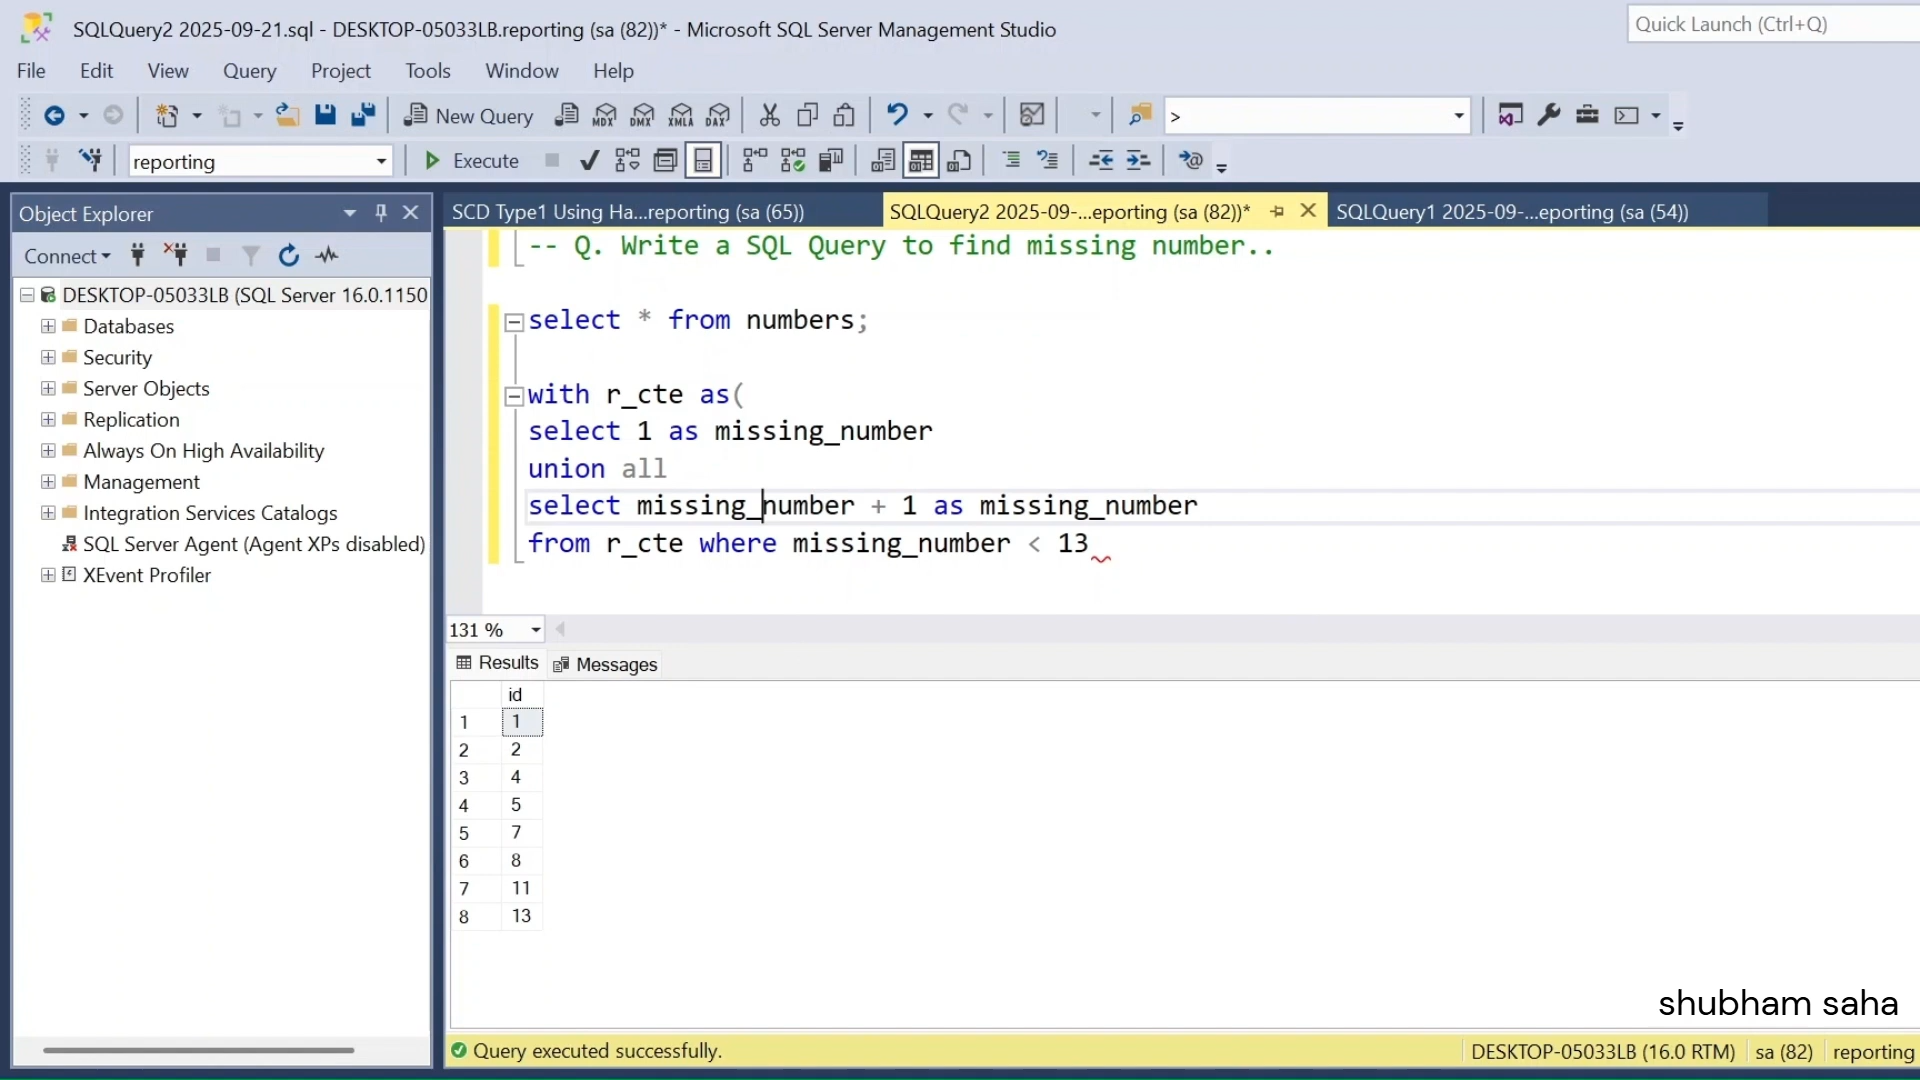 SQLQuery2 2025-09-21.sql - DESKTOP-05033LB.reporting (sa (82))* - Microsoft SQL Server Management Studio
Quick Launch (Ctrl+Q)
File Edit View Query Project Tools Window Help
New Query MDX DMX XMLA DAX >
reporting Execute
Object Explorer
SCD Type1 Using Ha...reporting (sa (65)) SQLQuery2 2025-09-...eporting (sa (82))* SQLQuery1 2025-09-...eporting (sa (54))
Connect
DESKTOP-05033LB (SQL Server 16.0.1150
Databases
Security
Server Objects
Replication
Always On High Availability
Management
Integration Services Catalogs
SQL Server Agent (Agent XPs disabled)
XEvent Profiler
-- Q. Write a SQL Query to find missing number..
select * from numbers;
with r_cte as(
select 1 as missing_number
union all
select missing_number + 1 as missing_number
from r_cte where missing_number < 13
131 %
Results Messages
id
1 1
2 2
3 4
4 5
5 7
6 8
7 11
8 13
shubham saha
Query executed successfully. DESKTOP-05033LB (16.0 RTM) sa (82) reporting